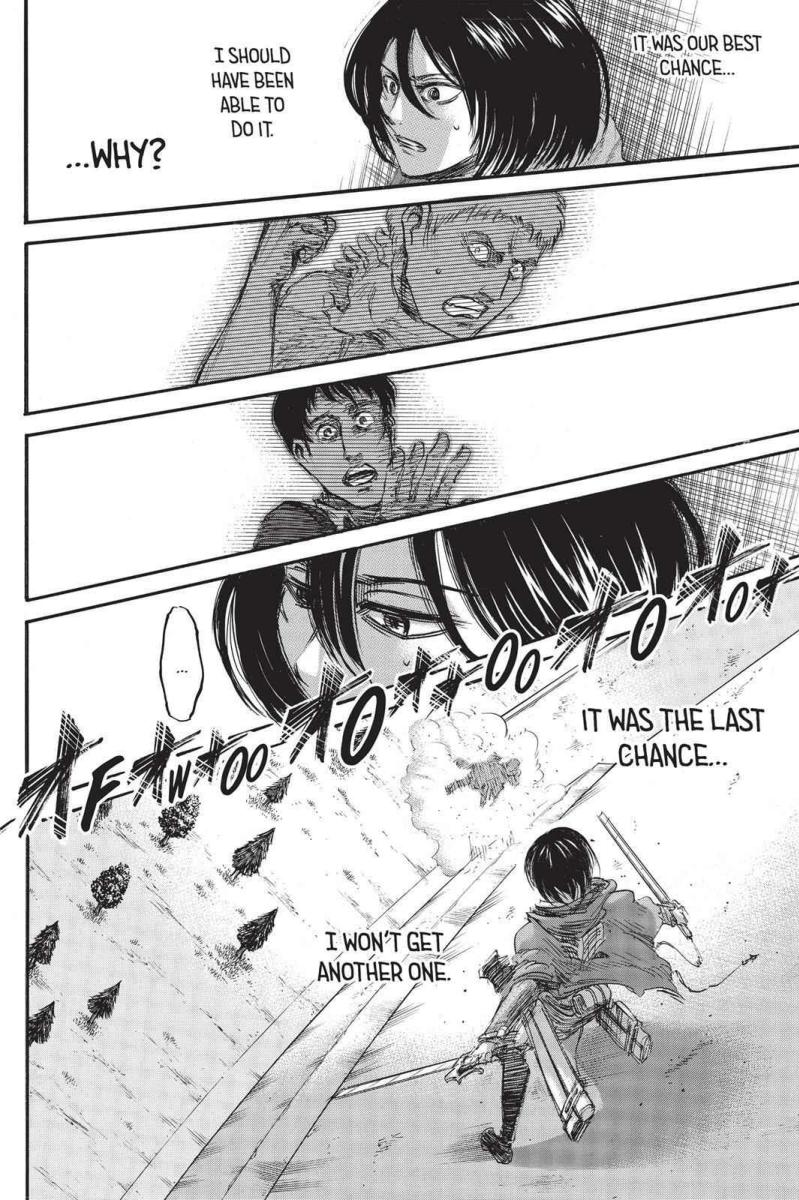 IT WAS OUR BEST
CHANCE...
I SHOULD
HAVE BEEN
ABLE TO
DO IT.
...WHY?
...
FWOOOOOOO
IT WAS THE LAST
CHANCE...
I WON'T GET
ANOTHER ONE.